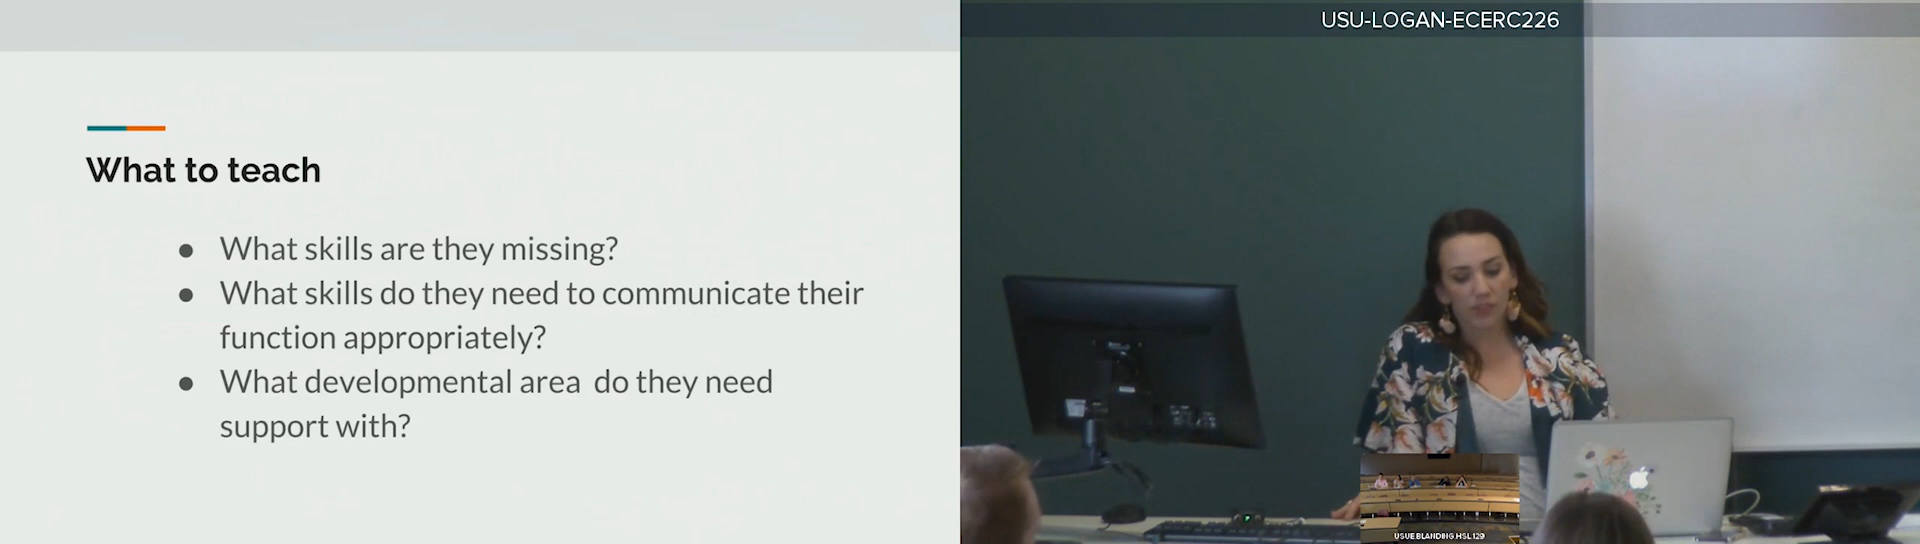 USU-LOGAN-ECERC226
What to teach
● What skills are they missing?
● What skills do they need to communicate their
function appropriately?
● What developmental area  do they need
support with?
USUE BLANDING HSL 129